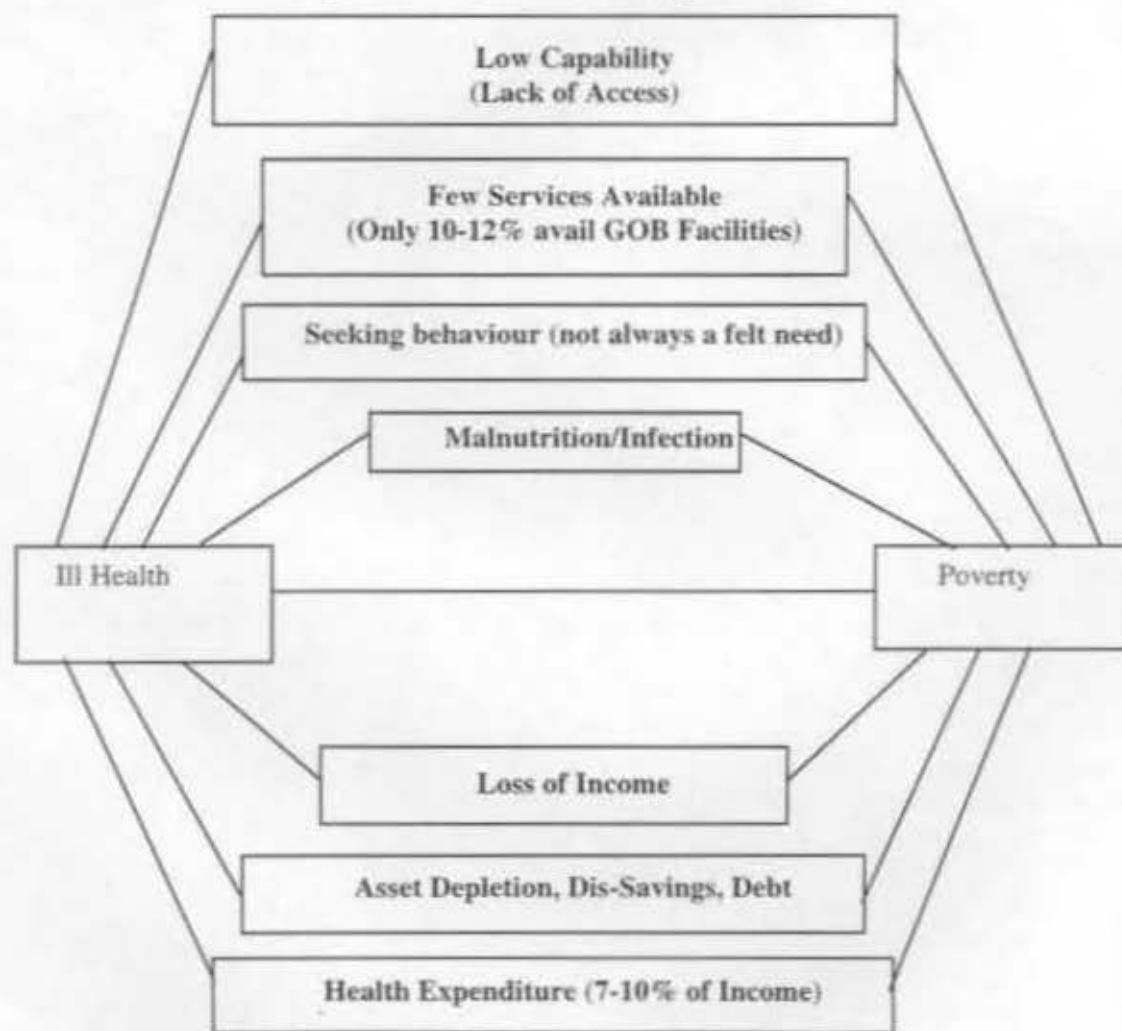 Low Capability
(Lack of Access)
Few Services Available
(Only 10-12% avail GOB Facilities)
Seeking behaviour (not always a felt need)
Malnutrition/Infection
Ill Health
Poverty
Loss of Income
Asset Depletion, Dis-Savings, Debt
Health Expenditure (7-10% of Income)